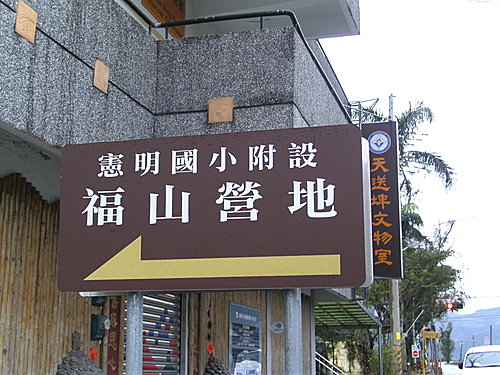 憲明國小附設
福山營地
天送埤文物室